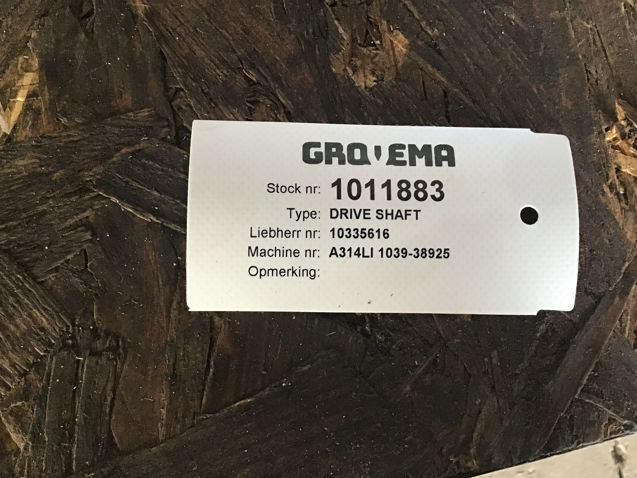 GROVEMA
Stock nr: 1011883
Type: DRIVE SHAFT
Liebherr nr: 10335616
Machine nr: A314LI 1039-38925
Opmerking: